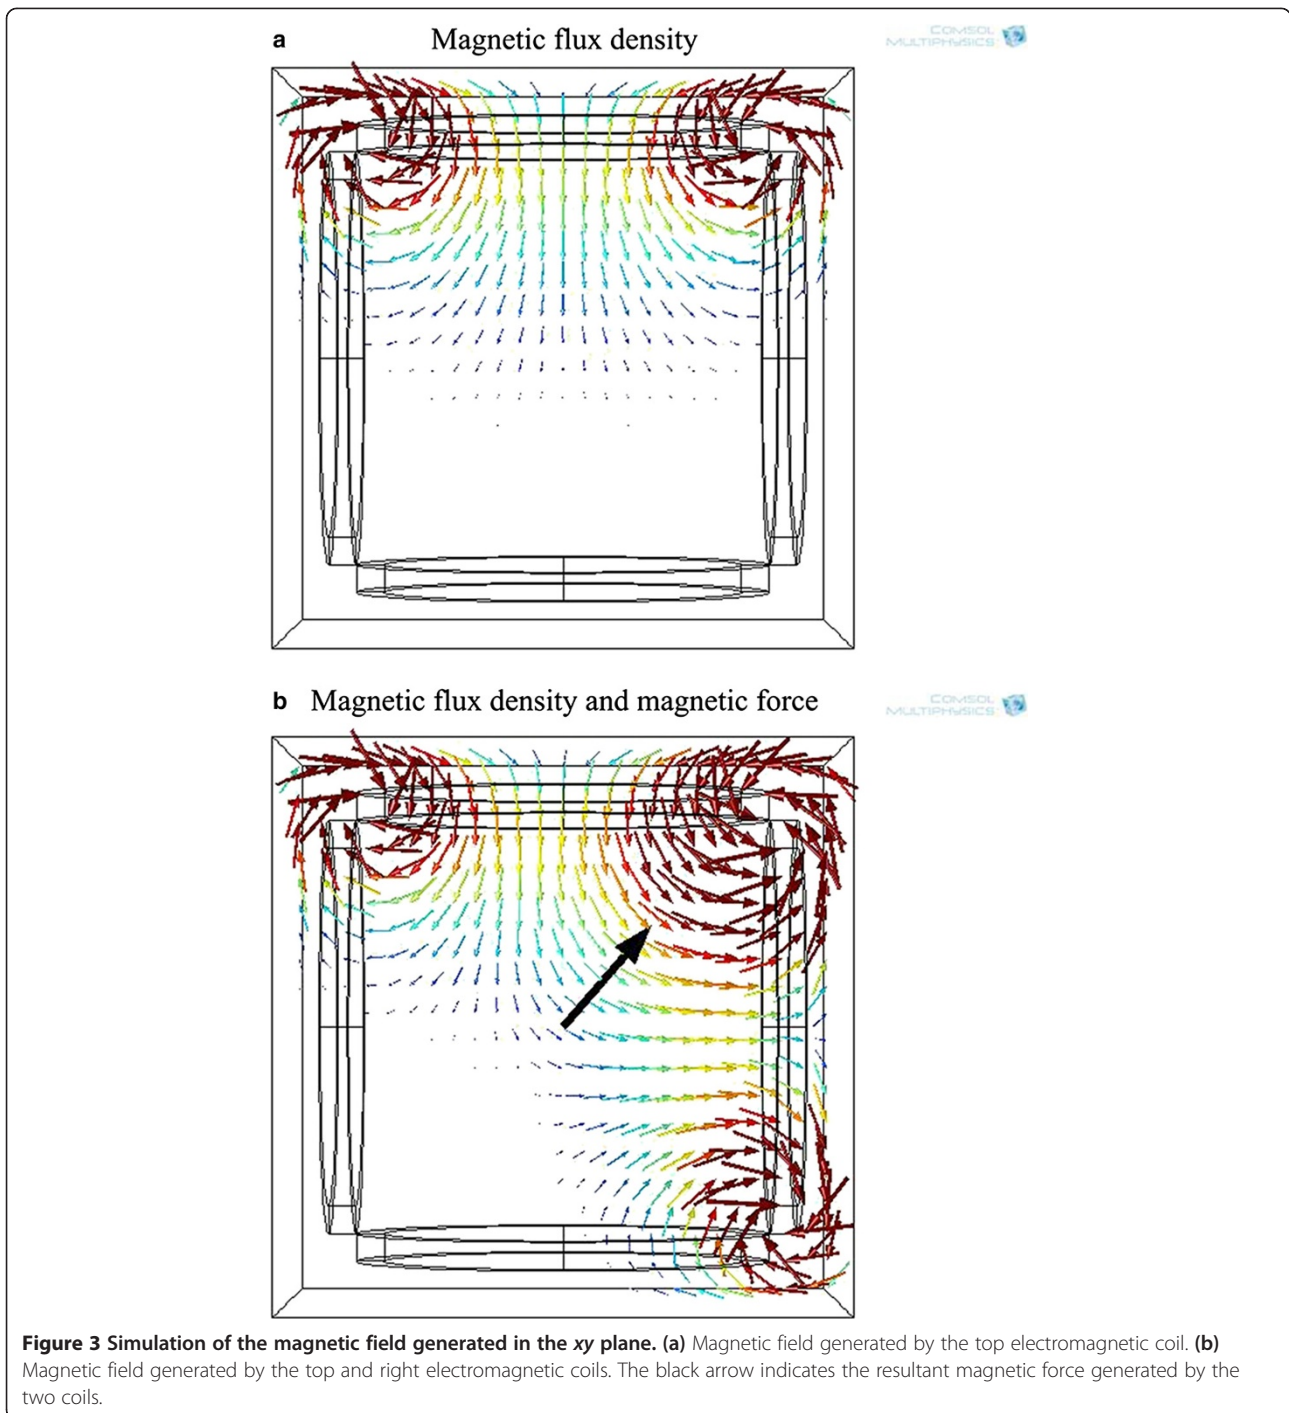 a Magnetic flux density
COMSOL
MULTIPHYSICS
b Magnetic flux density and magnetic force
COMSOL
MULTIPHYSICS
Figure 3 Simulation of the magnetic field generated in the xy plane. (a) Magnetic field generated by the top electromagnetic coil. (b)
Magnetic field generated by the top and right electromagnetic coils. The black arrow indicates the resultant magnetic force generated by the
two coils.